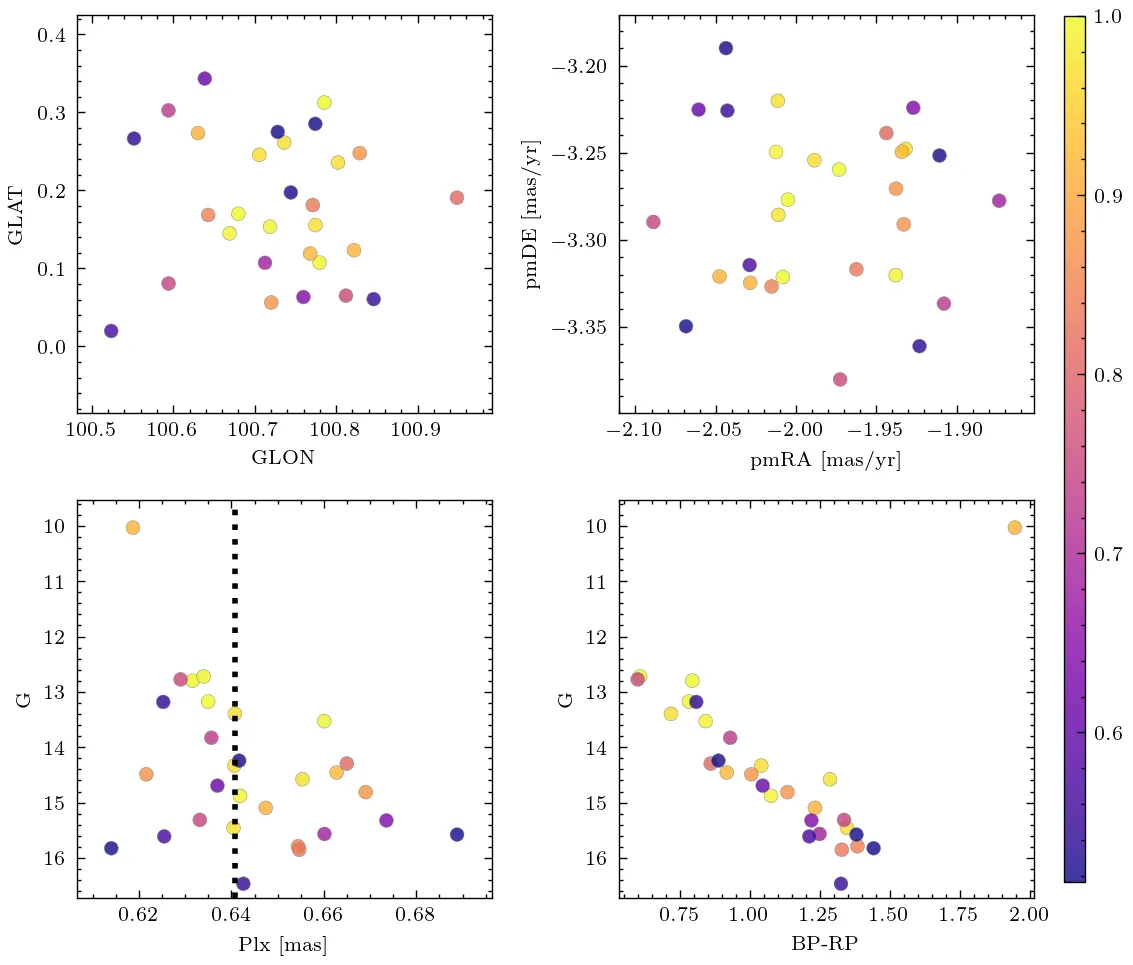 0.4
0.3
0.2
0.1
0.0
GLAT
100.5 100.6 100.7 100.8 100.9
GLON
−3.20
−3.25
−3.30
−3.35
pmDE [mas/yr]
−2.10 −2.05 −2.00 −1.95 −1.90
pmRA [mas/yr]
1.0
0.9
0.8
0.7
0.6
10
11
12
13
14
15
16
G
0.62 0.64 0.66 0.68
Plx [mas]
10
11
12
13
14
15
16
G
0.75 1.00 1.25 1.50 1.75 2.00
BP-RP